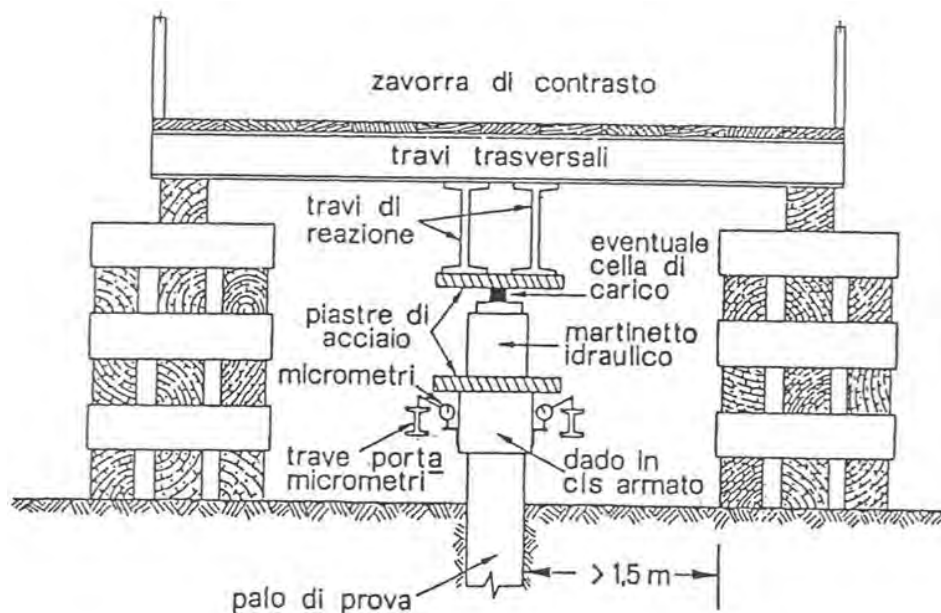 zavorra di contrasto
travi trasversali
travi di
reazione
eventuale
cella di
carico
piastre di
acciaio
martinetto
idraulico
micrometri
trave porta
micrometri
dado in
cls armato
> 1,5 m
palo di prova